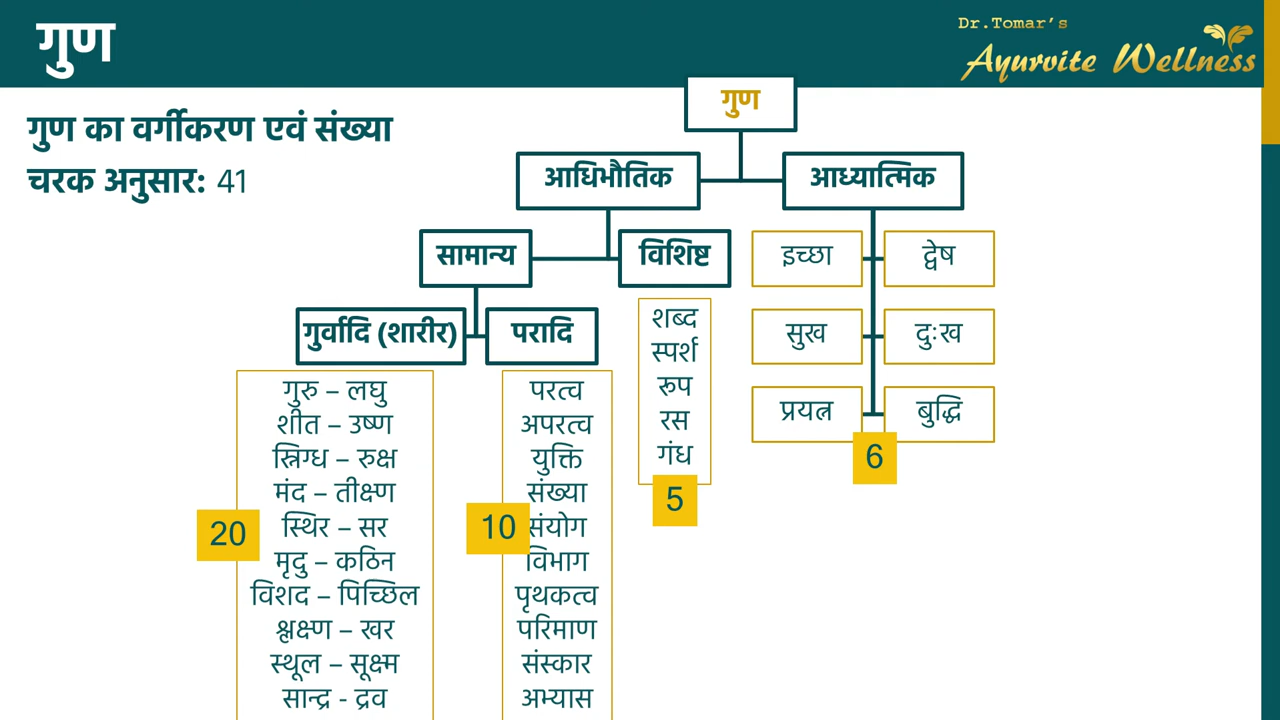 गुण
Dr.Tomar's
Ayurvite Wellness
गुण का वर्गीकरण एवं संख्या
चरक अनुसार: 41
गुण
आधिभौतिक
आध्यात्मिक
सामान्य
विशिष्ट
गुर्वादि (शारीर)
परादि
गुरु – लघु
शीत – उष्ण
स्निग्ध – रुक्ष
मंद – तीक्ष्ण
स्थिर – सर
मृदु – कठिन
विशद – पिच्छिल
श्लक्ष्ण – खर
स्थूल – सूक्ष्म
सान्द्र - द्रव
20
परत्व
अपरत्व
युक्ति
संख्या
संयोग
विभाग
पृथकत्व
परिमाण
संस्कार
अभ्यास
10
शब्द
स्पर्श
रूप
रस
गंध
5
इच्छा
द्वेष
सुख
दुःख
प्रयत्न
बुद्धि
6